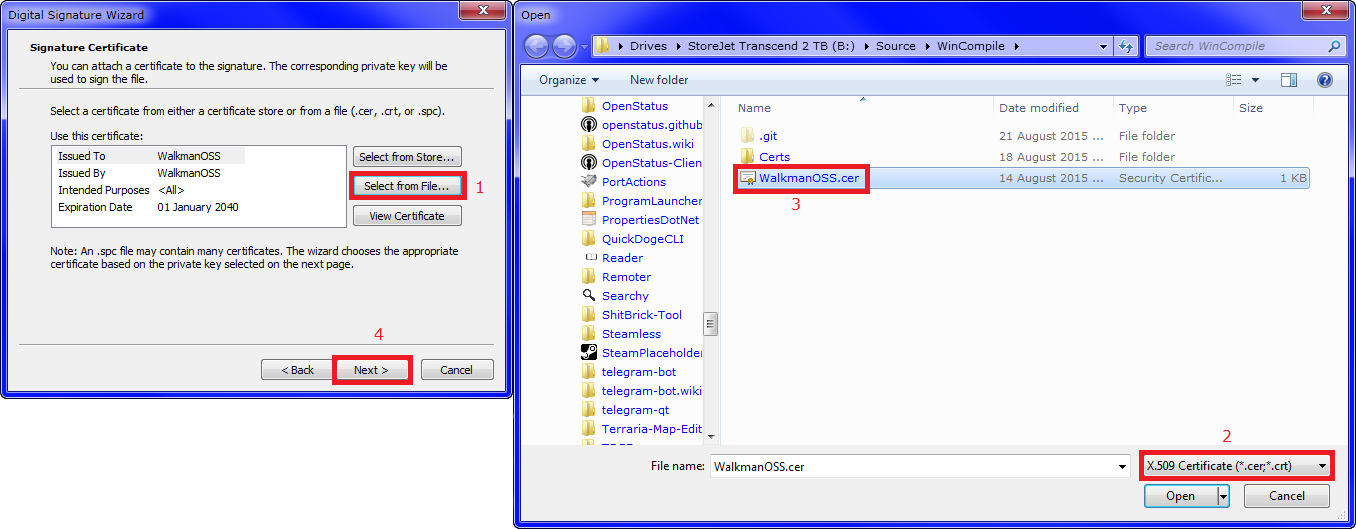 Digital Signature Wizard
Signature Certificate
You can attach a certificate to the signature. The corresponding private key will be
used to sign the file.
Select a certificate from either a certificate store or from a file (.cer, .crt, or .spc).
Use this certificate:
Issued To WalkmanOSS
Issued By WalkmanOSS
Intended Purposes <All>
Expiration Date 01 January 2040
Select from Store...
Select from File...
1
View Certificate
Note: An .spc file may contain many certificates. The wizard chooses the appropriate
certificate based on the private key selected on the next page.
4
< Back
Next >
Cancel
Open
Drives StoreJet Transcend 2 TB (B:) Source WinCompile
Search WinCompile
Organize New folder
OpenStatus
openstatus.github
OpenStatus.wiki
OpenStatus-Clien
PortActions
ProgramLauncher
PropertiesDotNet
QuickDogeCLI
Reader
Remoter
Searchy
ShitBrick-Tool
Steamless
SteamPlaceholder
telegram-bot
telegram-bot.wiki
telegram-qt
Terraria-Map-Edit
Name Date modified Type Size
.git 21 August 2015 ... File folder
Certs 18 August 2015 ... File folder
WalkmanOSS.cer 14 August 2015 ... Security Certific... 1 KB
3
2
File name: WalkmanOSS.cer
X.509 Certificate (*.cer;*.crt)
Open
Cancel